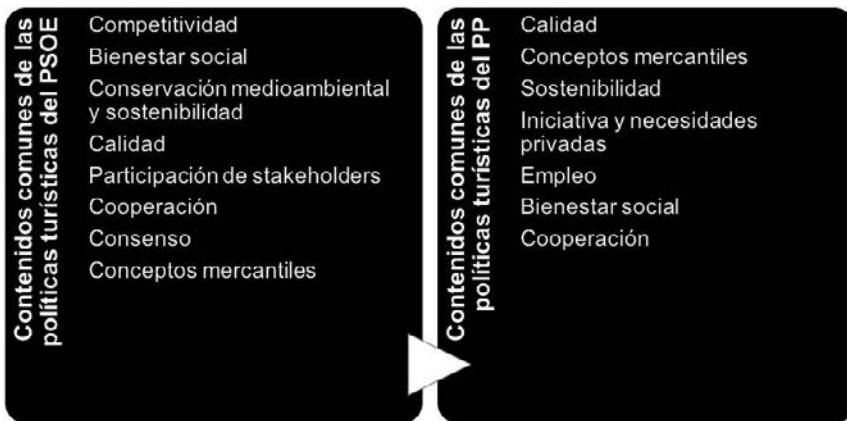 Contenidos comunes de las
políticas turísticas del PSOE
Competitividad
Bienestar social
Conservación medioambiental
y sostenibilidad
Calidad
Participación de stakeholders
Cooperación
Consenso
Conceptos mercantiles
Contenidos comunes de las
políticas turísticas del PP
Calidad
Conceptos mercantiles
Sostenibilidad
Iniciativa y necesidades
privadas
Empleo
Bienestar social
Cooperación